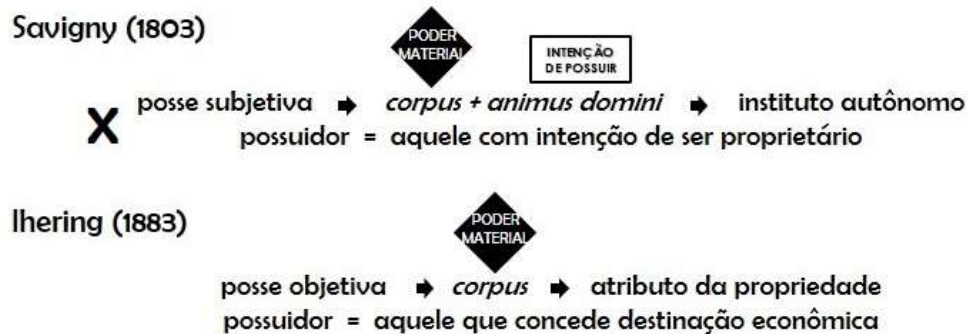 Savigny (1803)
PODER
MATERIAL
INTENÇÃO
DE POSSUIR
posse subjetiva → corpus + animus domini → instituto autônomo
X
possuidor = aquele com intenção de ser proprietário
Ihering (1883)
PODER
MATERIAL
posse objetiva → corpus → atributo da propriedade
possuidor = aquele que concede destinação econômica